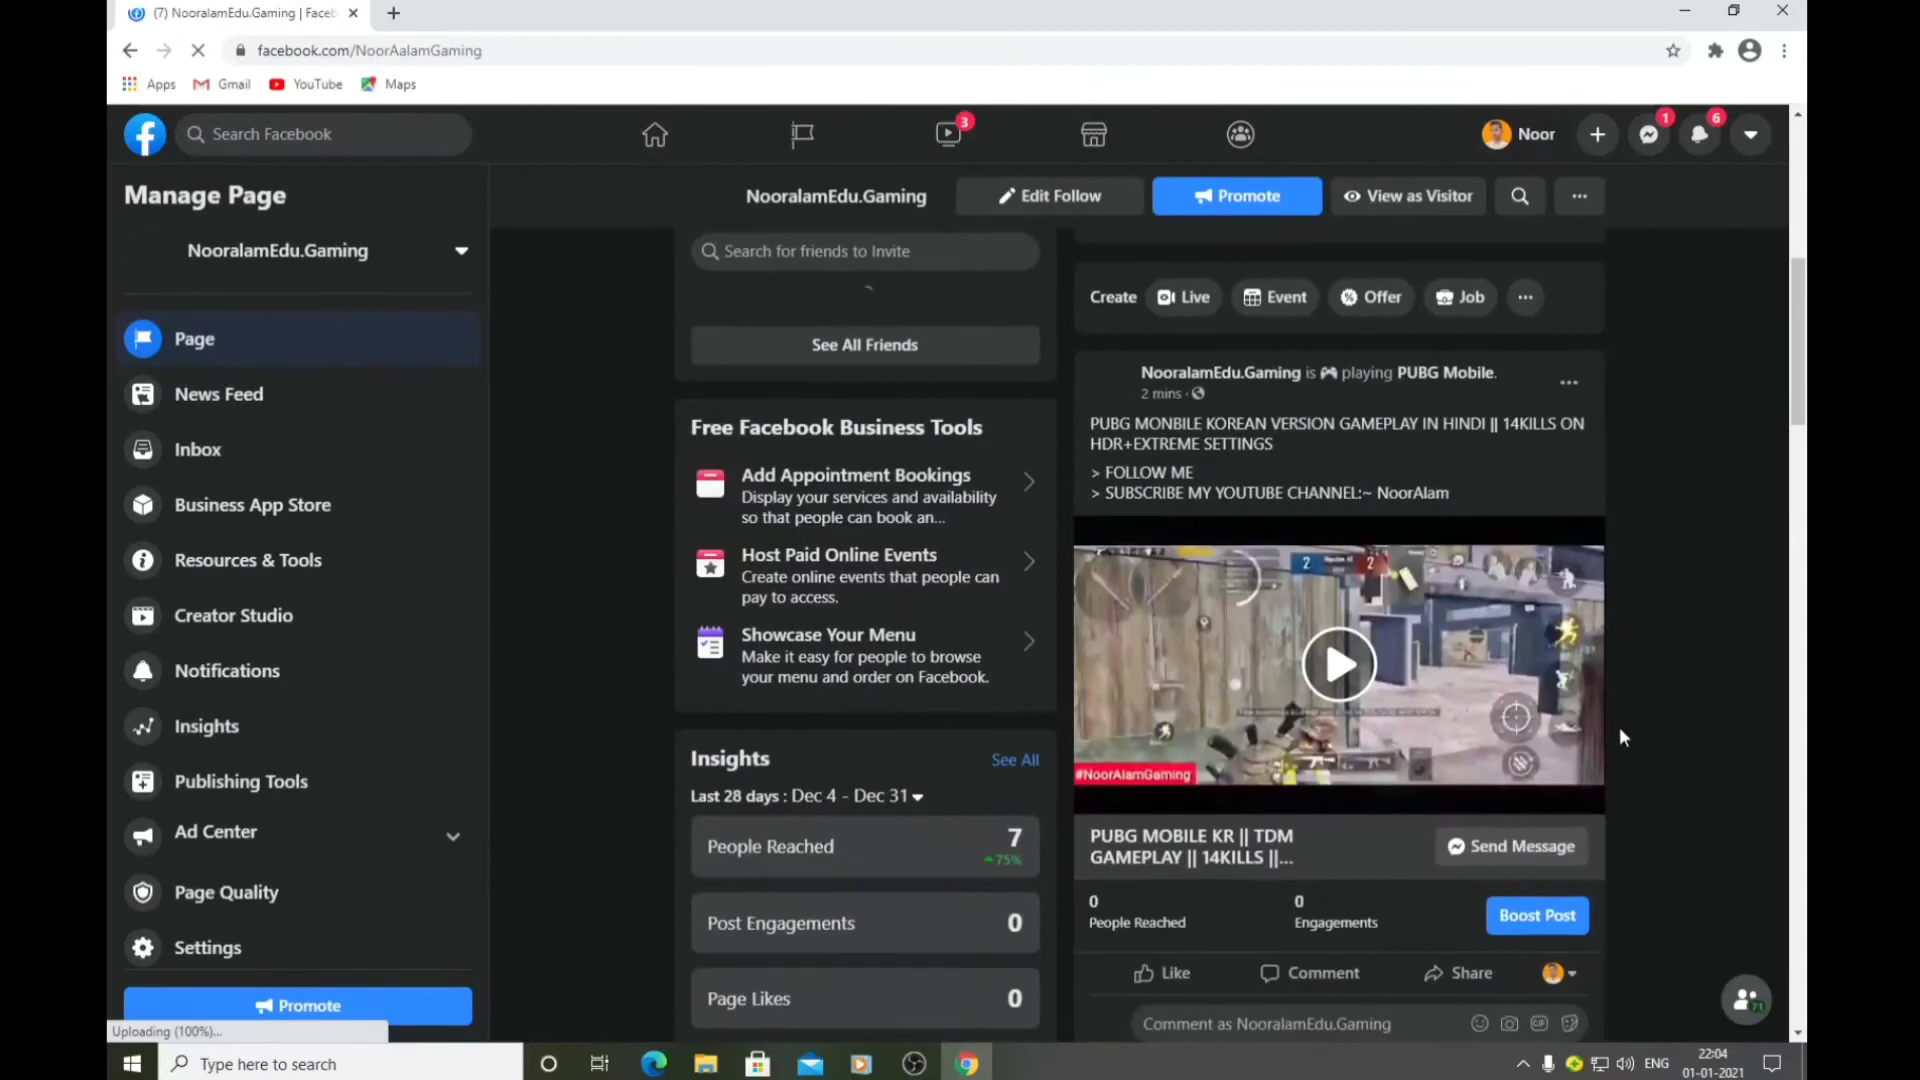 (7) NooralamEdu.Gaming | Faceb
facebook.com/NoorAalamGaming
Apps Gmail YouTube Maps
Search Facebook
3
Noor
1
6
Manage Page
NooralamEdu.Gaming
Page
News Feed
Inbox
Business App Store
Resources & Tools
Creator Studio
Notifications
Insights
Publishing Tools
Ad Center
Page Quality
Settings
Promote
Uploading (100%)...
NooralamEdu.Gaming
Edit Follow
Promote
View as Visitor
Search for friends to Invite
See All Friends
Free Facebook Business Tools
Add Appointment Bookings
Display your services and availability
so that people can book an...
Host Paid Online Events
Create online events that people can
pay to access.
Showcase Your Menu
Make it easy for people to browse
your menu and order on Facebook.
Insights See All
Last 28 days : Dec 4 - Dec 31
People Reached 7
75%
Post Engagements 0
Page Likes 0
Create Live Event Offer Job
NooralamEdu.Gaming is playing PUBG Mobile.
2 mins ·
PUBG MONBILE KOREAN VERSION GAMEPLAY IN HINDI || 14KILLS ON
HDR+EXTREME SETTINGS
> FOLLOW ME
> SUBSCRIBE MY YOUTUBE CHANNEL:~ NoorAlam
2 2
#NoorAlamGaming
PUBG MOBILE KR || TDM
GAMEPLAY || 14KILLS ||...
Send Message
0 0
People Reached Engagements
Boost Post
Like Comment Share
Comment as NooralamEdu.Gaming
GIF
71
Type here to search
ENG
22:04
01-01-2021